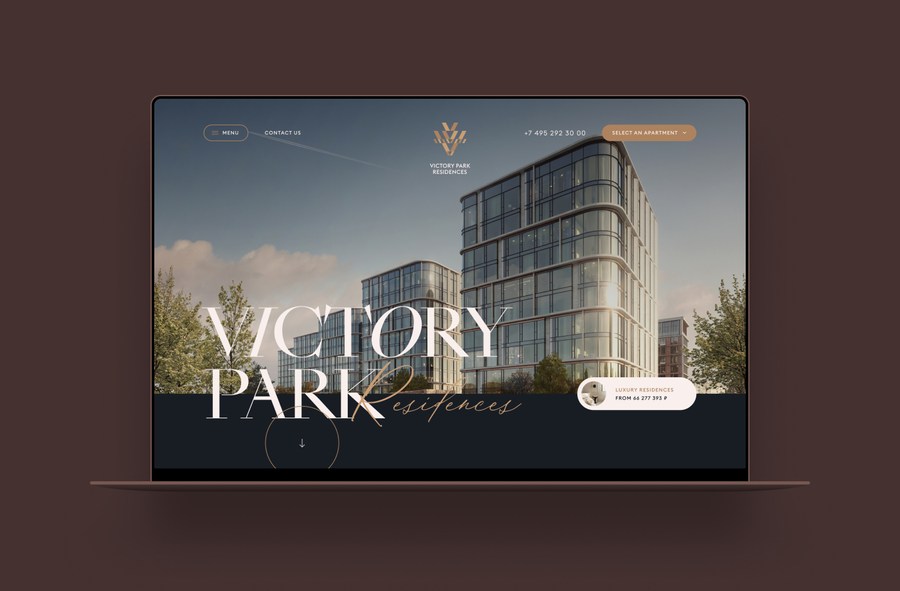 MENU
CONTACT US
VICTORY PARK
RESIDENCES
+7 495 292 30 00
SELECT AN APARTMENT
VICTORY
PARK
Residences
LUXURY RESIDENCES
FROM 66 277 393 ₽